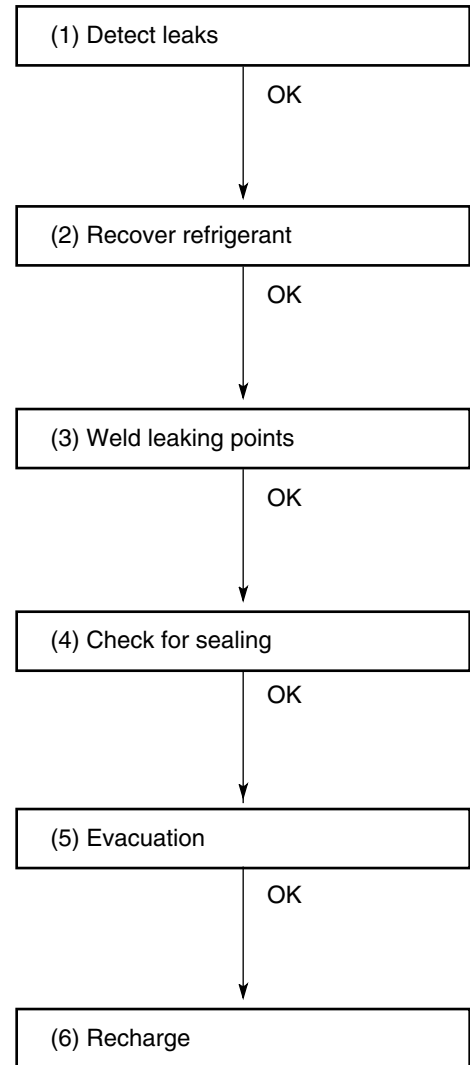 (1) Detect leaks
OK
(2) Recover refrigerant
OK
(3) Weld leaking points
OK
(4) Check for sealing
OK
(5) Evacuation
OK
(6) Recharge